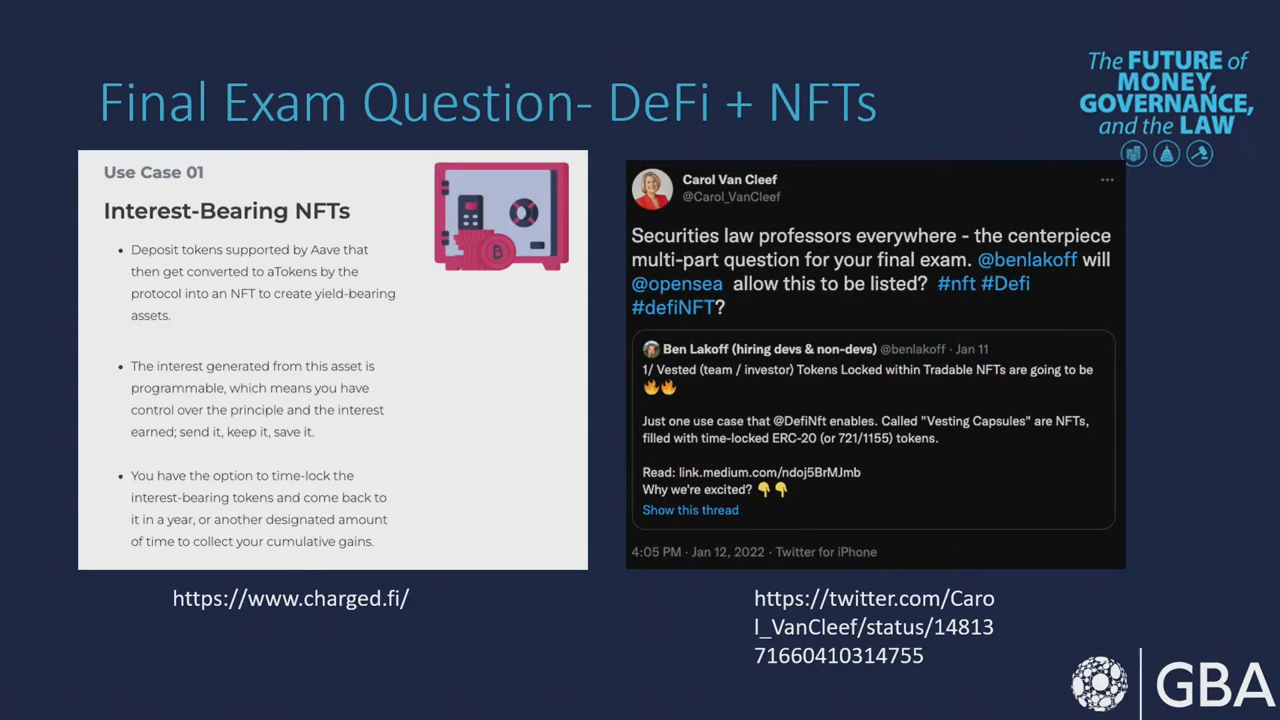 Final Exam Question- DeFi + NFTs
The FUTURE of
MONEY,
GOVERNANCE,
and the LAW
Use Case 01
Interest-Bearing NFTs
• Deposit tokens supported by Aave that
then get converted to aTokens by the
protocol into an NFT to create yield-bearing
assets.
• The interest generated from this asset is
programmable, which means you have
control over the principle and the interest
earned; send it, keep it, save it.
• You have the option to time-lock the
interest-bearing tokens and come back to
it in a year, or another designated amount
of time to collect your cumulative gains.
https://www.charged.fi/
Carol Van Cleef
@Carol_VanCleef
Securities law professors everywhere - the centerpiece
multi-part question for your final exam. @benlakoff will
@opensea allow this to be listed? #nft #Defi
#defiNFT?
Ben Lakoff (hiring devs & non-devs) @benlakoff · Jan 11
1/ Vested (team / investor) Tokens Locked within Tradable NFTs are going to be
🔥🔥
Just one use case that @DefiNft enables. Called "Vesting Capsules" are NFTs,
filled with time-locked ERC-20 (or 721/1155) tokens.
Read: link.medium.com/ndoj5BrMJmb
Why we're excited? 👇👇
Show this thread
4:05 PM · Jan 12, 2022 · Twitter for iPhone
https://twitter.com/Caro
l_VanCleef/status/14813
71660410314755
GBA